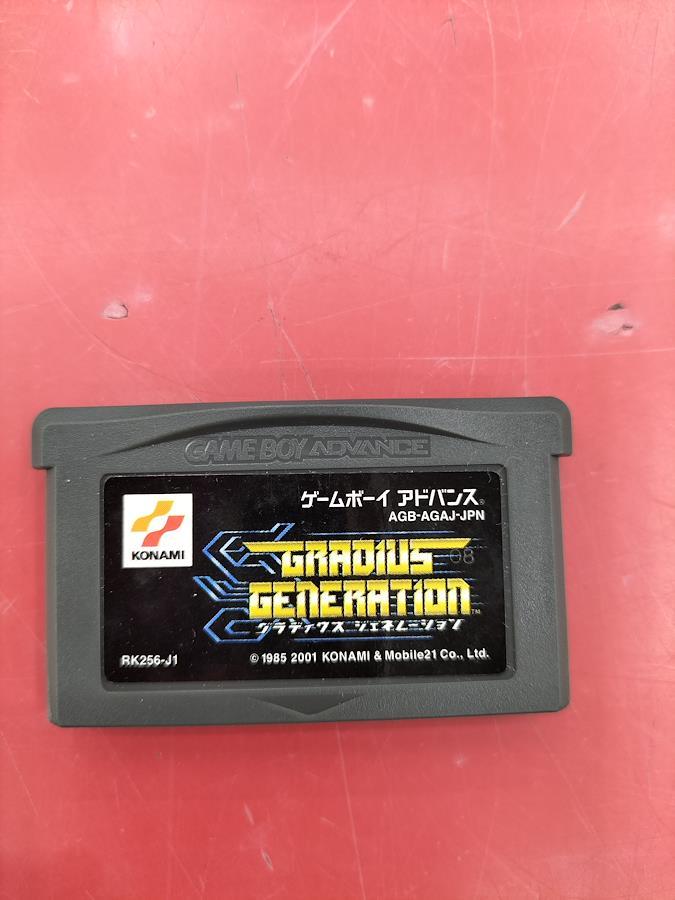 GAME BOY ADVANCE
ゲームボーイ アドバンス®
AGB-AGAJ-JPN
KONAMI
08
GRADIUS
GENERATION™
グラディウス ジェネレーション
RK256-J1
© 1985 2001 KONAMI & Mobile21 Co., Ltd.